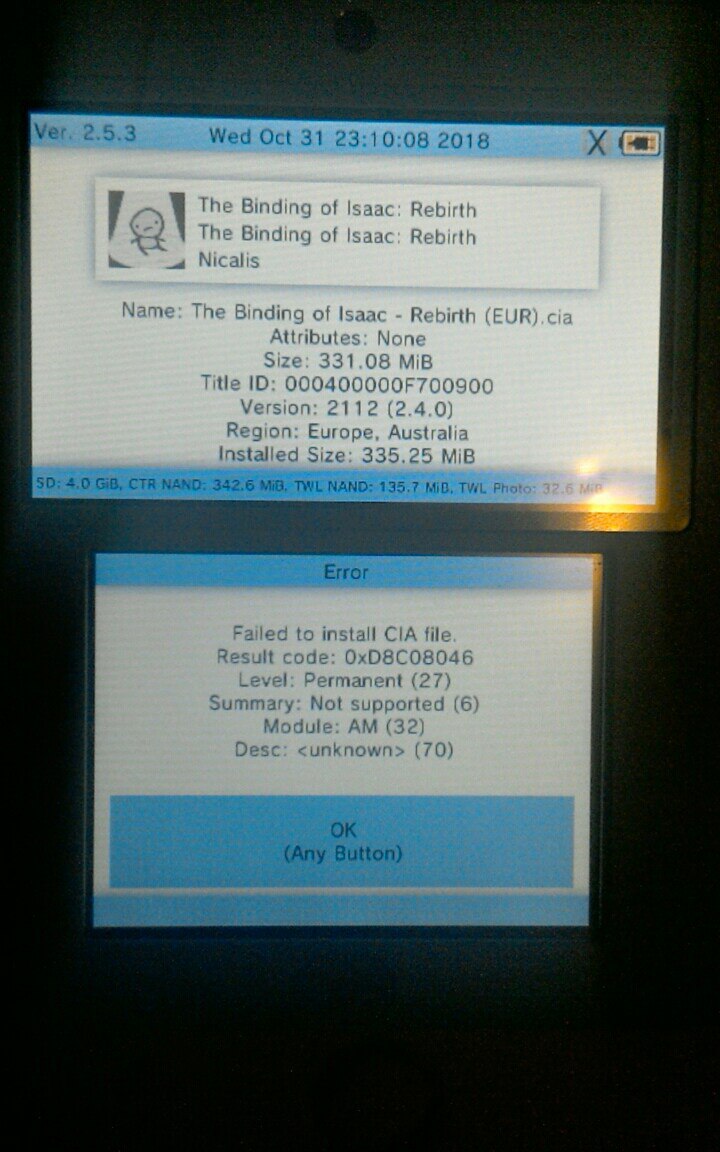 Ver. 2.5.3 Wed Oct 31 23:10:08 2018 X
The Binding of Isaac: Rebirth
The Binding of Isaac: Rebirth
Nicalis
Name: The Binding of Isaac - Rebirth (EUR).cia
Attributes: None
Size: 331.08 MiB
Title ID: 000400000F700900
Version: 2112 (2.4.0)
Region: Europe, Australia
Installed Size: 335.25 MiB
SD: 4.0 GiB, CTR NAND: 342.6 MiB, TWL NAND: 135.7 MiB, TWL Photo: 32.6 MiB
Error
Failed to install CIA file.
Result code: 0xD8C08046
Level: Permanent (27)
Summary: Not supported (6)
Module: AM (32)
Desc: <unknown> (70)
OK
(Any Button)